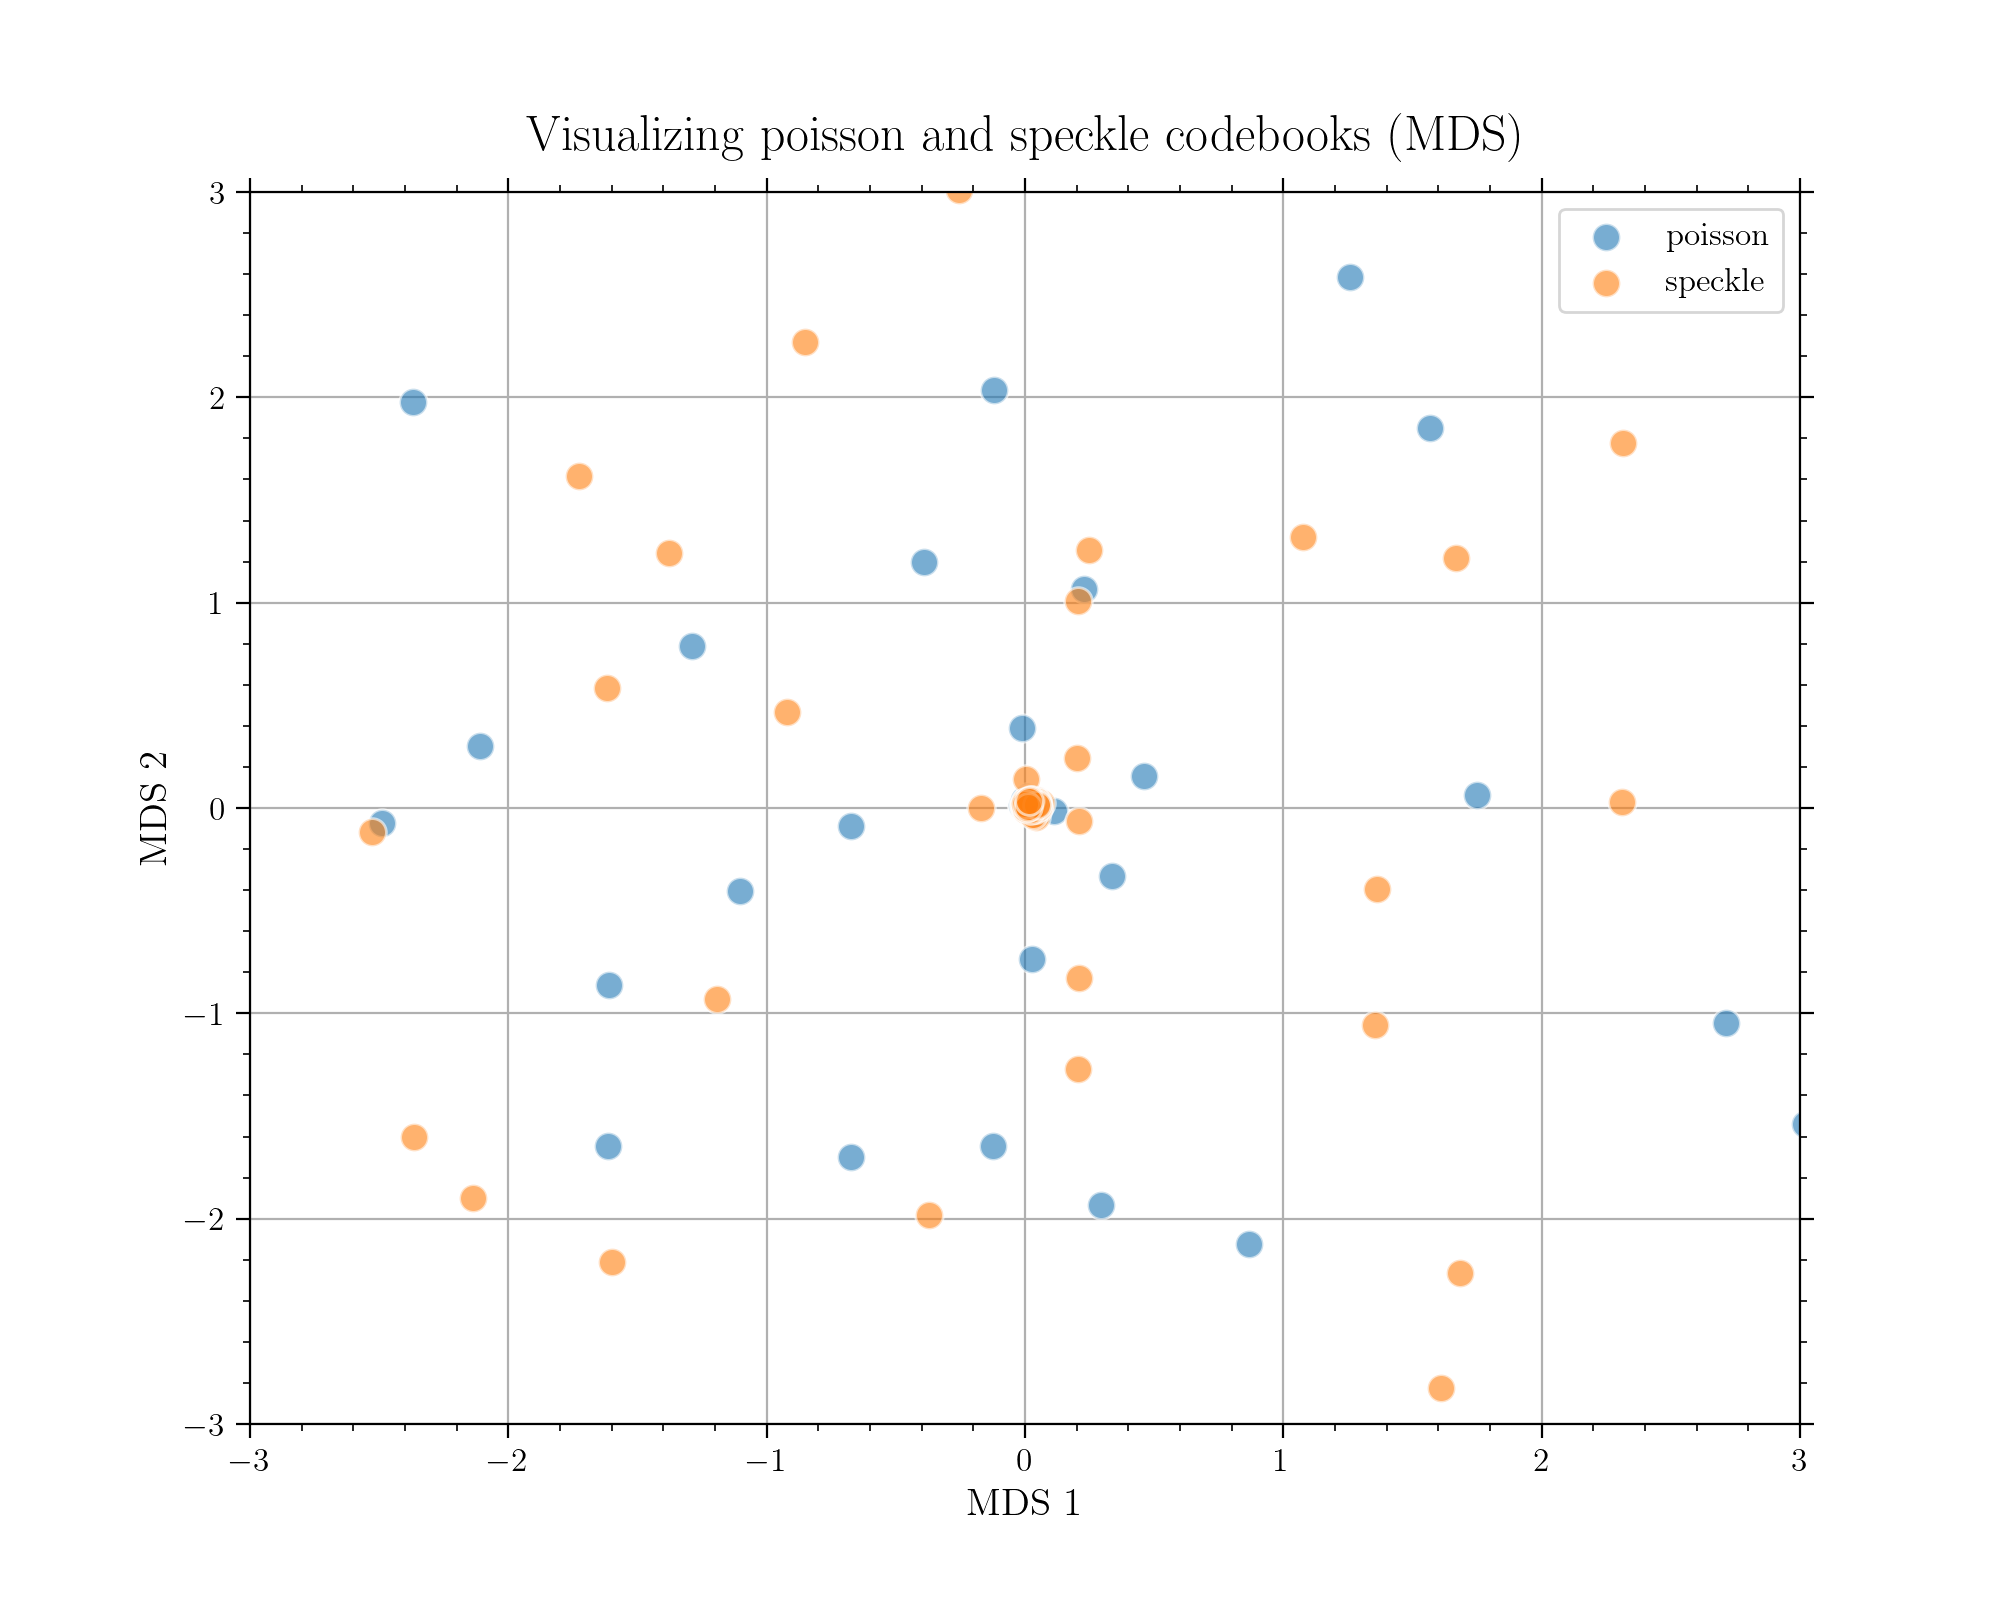 Visualizing poisson and speckle codebooks (MDS)
poisson
speckle
3
2
1
0
−1
−2
−3
MDS 2
−3
−2
−1
0
1
2
3
MDS 1